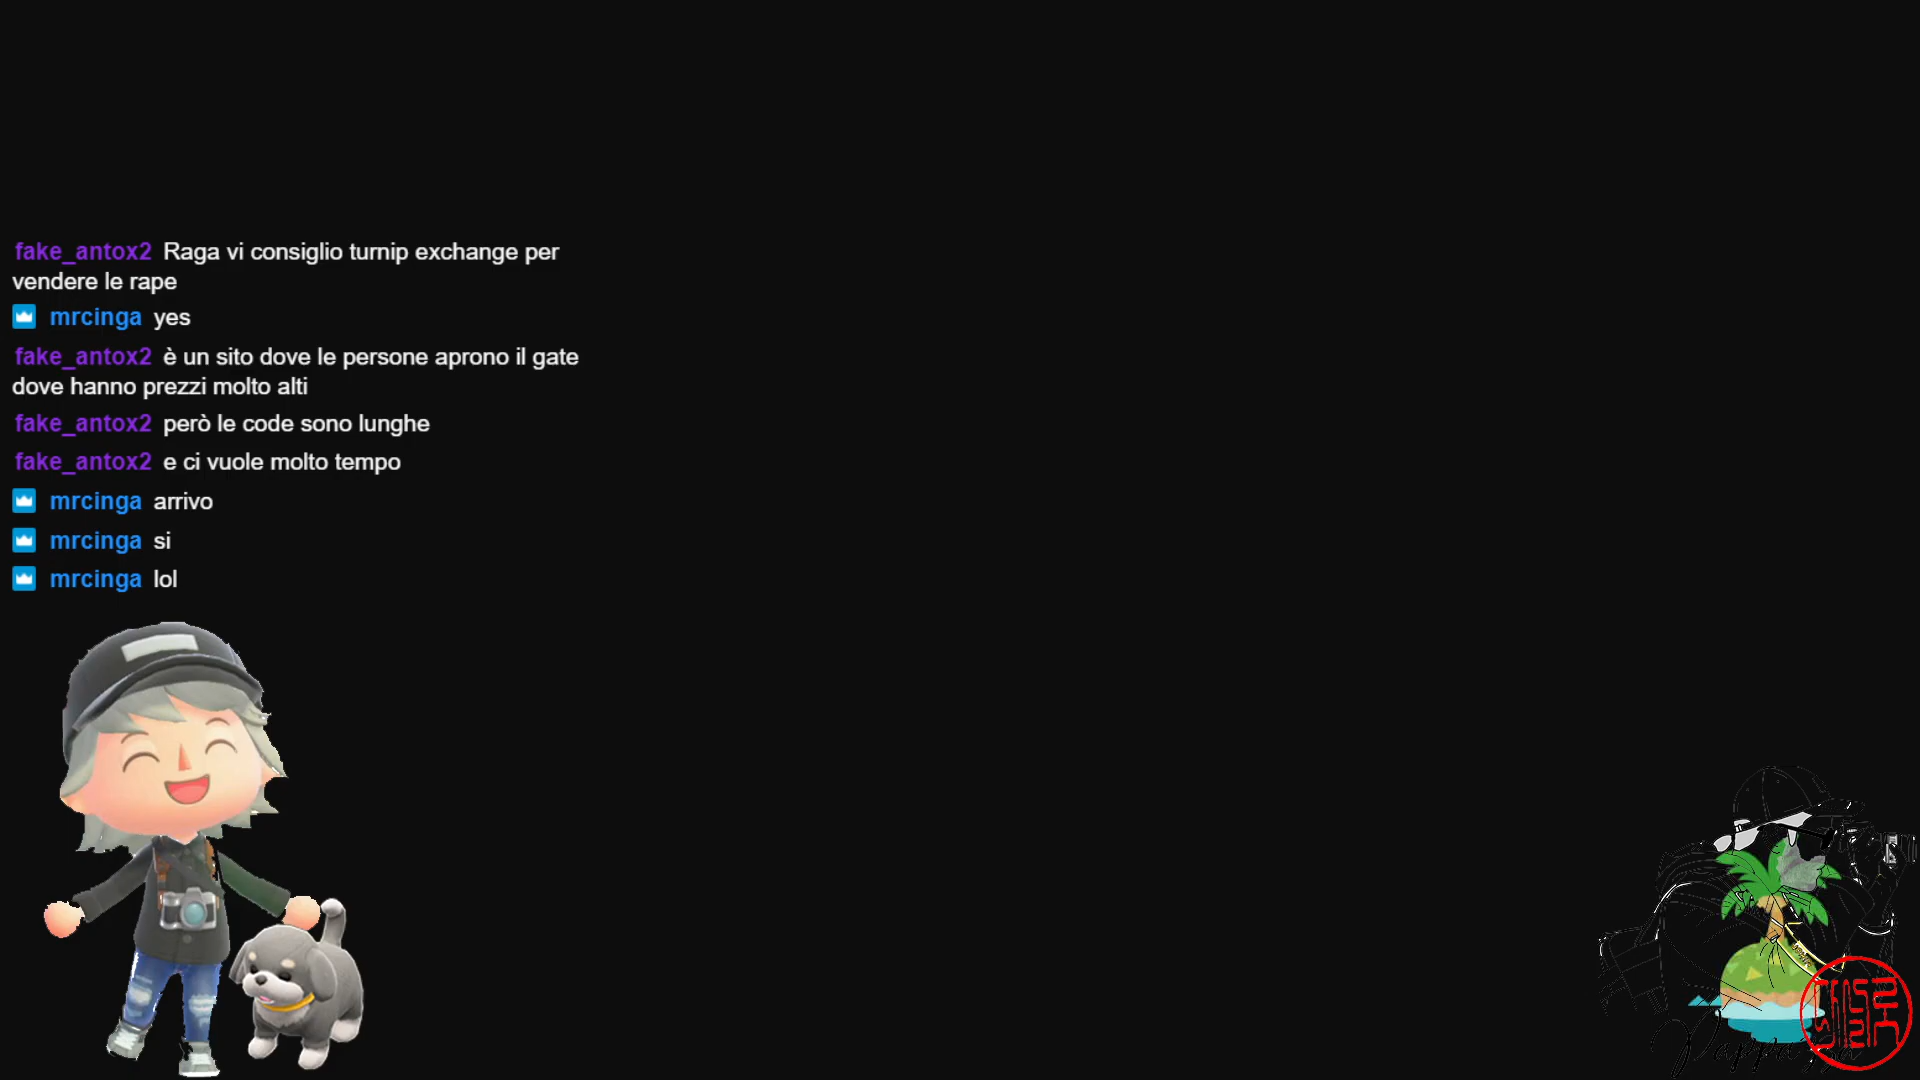 fake_antox2 Raga vi consiglio turnip exchange per
vendere le rape
mrcinga yes
fake_antox2 è un sito dove le persone aprono il gate
dove hanno prezzi molto alti
fake_antox2 però le code sono lunghe
fake_antox2 e ci vuole molto tempo
mrcinga arrivo
mrcinga si
mrcinga lol